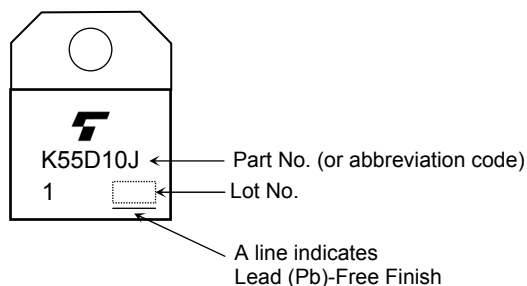 K55D10J
1
Part No. (or abbreviation code)
Lot No.
A line indicates
Lead (Pb)-Free Finish